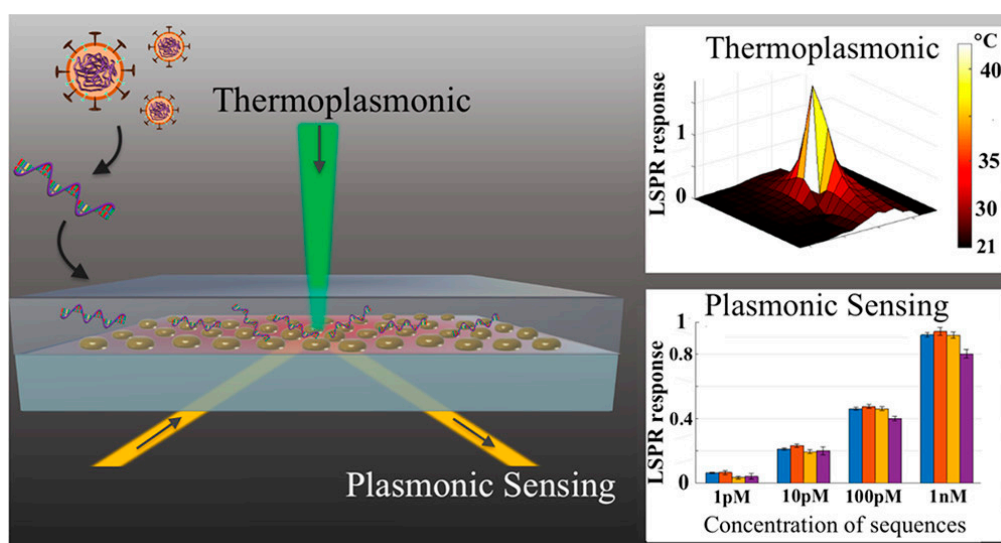 Thermoplasmonic
Plasmonic Sensing
Thermoplasmonic
°C
40
35
30
21
LSPR response
1
0
Plasmonic Sensing
LSPR response
1
0.8
0.4
0
1pM 10pM 100pM 1nM
Concentration of sequences